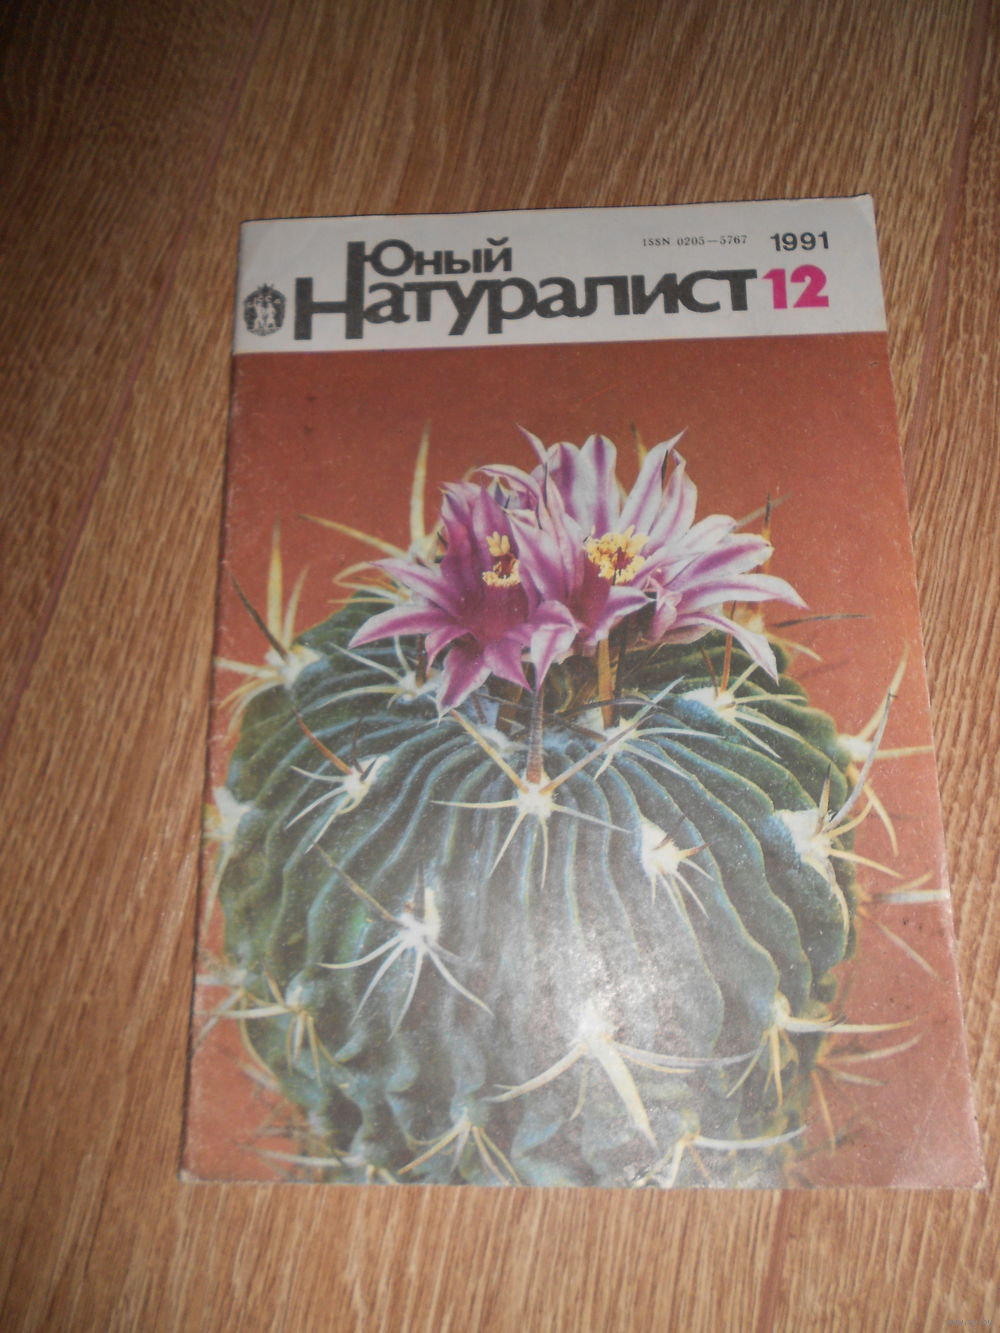 ISSN 0205—5767
1991
Юный
Натуралист 12